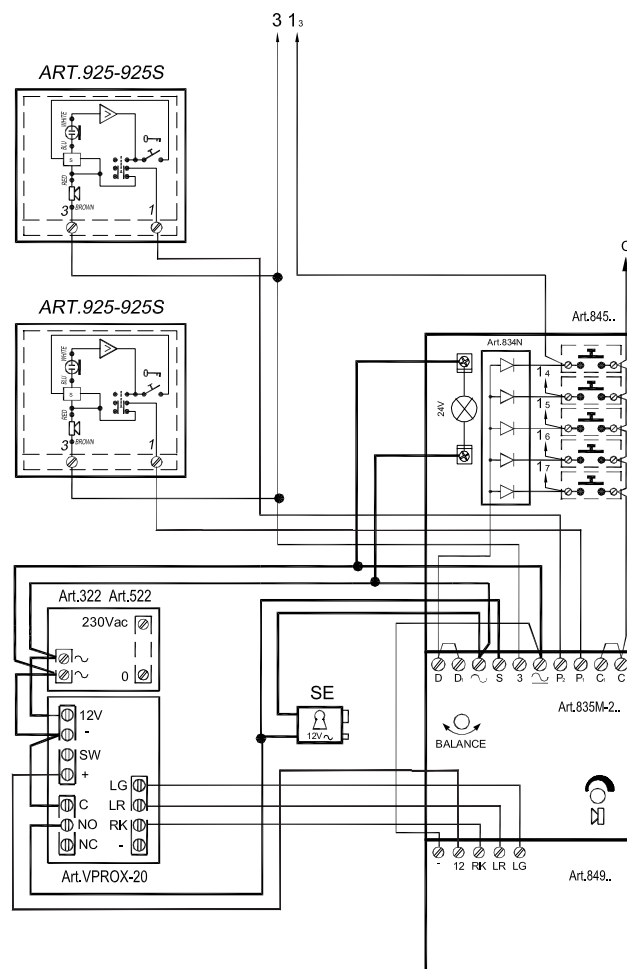 3 1₃
ART.925-925S
WHITE
BLU
S
RED
BROWN
3 1
ART.925-925S
WHITE
BLU
S
RED
BROWN
3 1
Art.845..
Art.834N
24V
1₄
1₅
1₆
1₇
Art.322 Art.522
230Vac
0
12V
-
SW
+
LG
C LR
NO RK
NC -
Art.VPROX-20
SE
12V~
D D₁ S 3 P₂ P₁ C₁ C
Art.835M-2..
BALANCE
- 12 RK LR LG
Art.849..